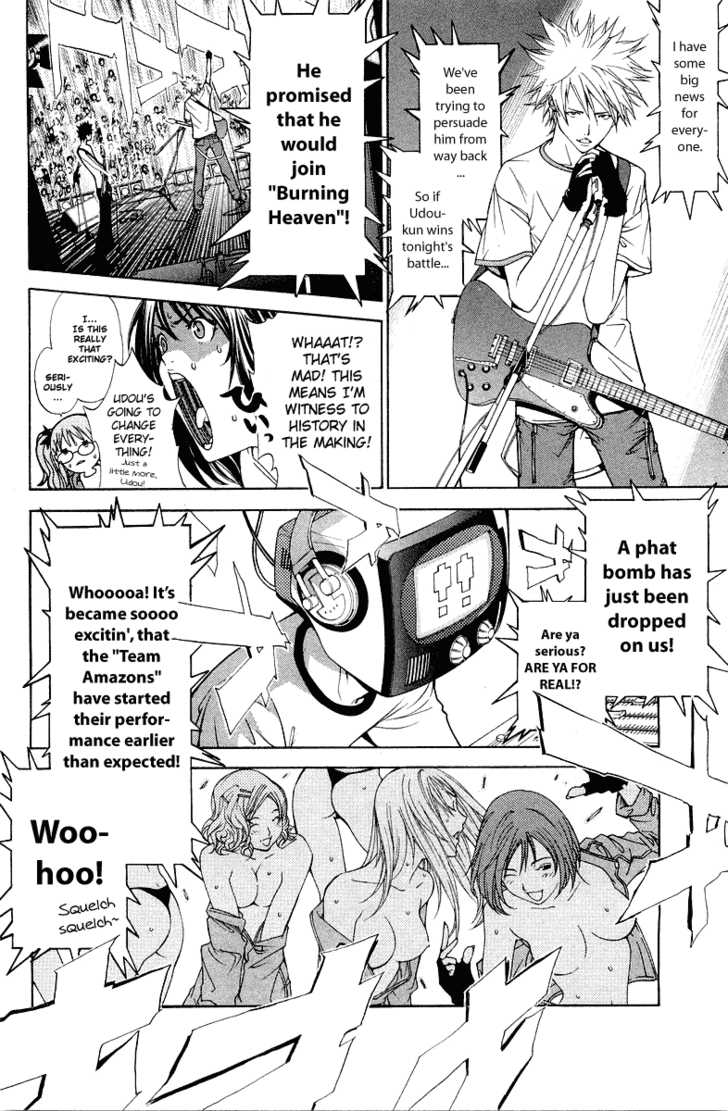 I have
some
big
news
for
every-
one.
We've
been
trying to
persuade
him from
way back
...
So if
Udou-
kun wins
tonight's
battle...
He
promised
that he
would
join
"Burning
Heaven"!
WHAAAT!?
THAT'S
MAD! THIS
MEANS I'M
WITNESS TO
HISTORY IN
THE MAKING!
UDOU'S
GOING TO
CHANGE
EVERY-
THING!
Just a
little more,
Udou!
I...
IS THIS
REALLY
THAT
EXCITING?
SERI-
OUSLY
...
A phat
bomb has
just been
dropped
on us!
Are ya
serious?
ARE YA FOR
REAL!?
!!
Whooooa! It's
became soooo
excitin', that
the "Team
Amazons"
have started
their perfor-
mance earlier
than expected!
Woo-
hoo!
Squelch
squelch~